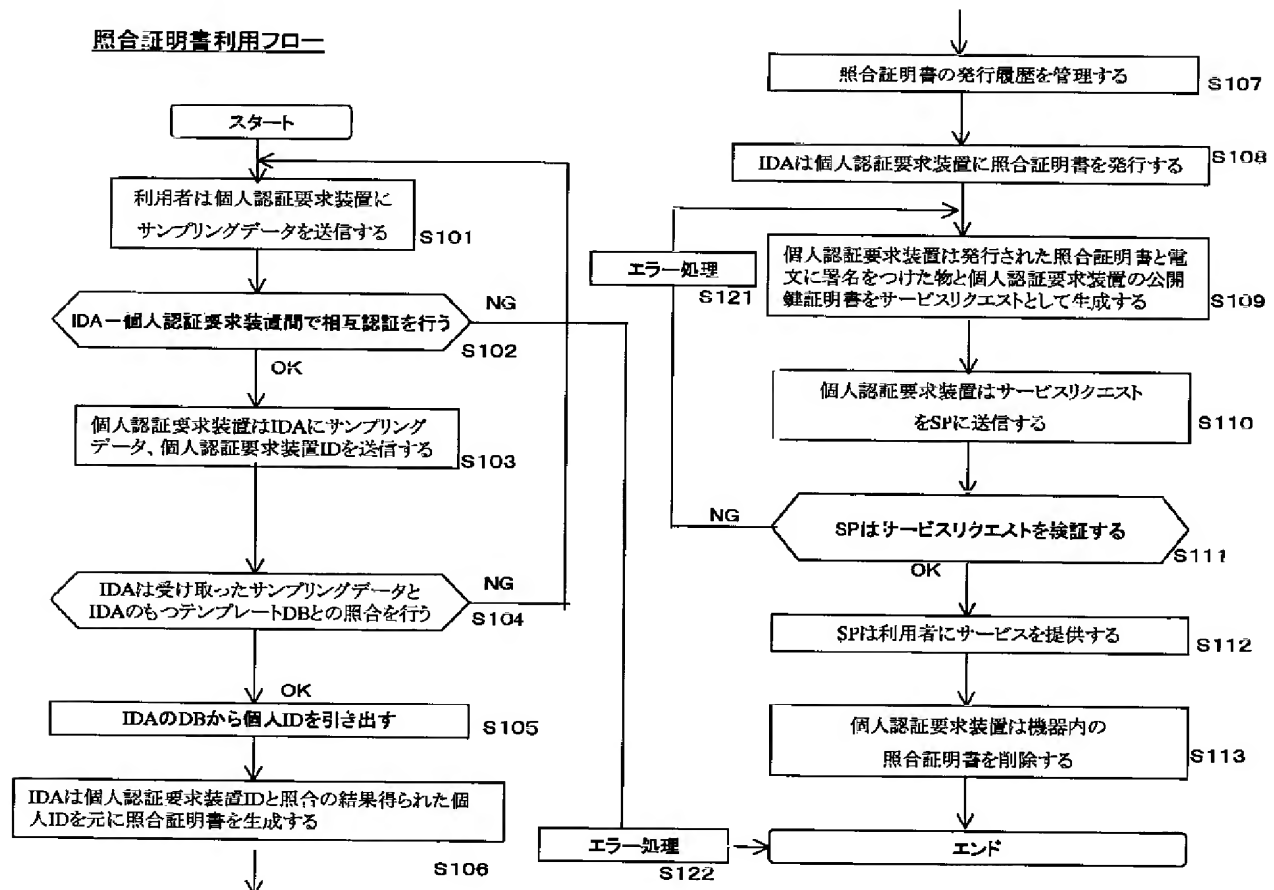 照合証明書利用フロー
スタート
利用者は個人認証要求装置に
サンプリングデータを送信する
S101
IDAー個人認証要求装置間で相互認証を行う
NG
S102
OK
個人認証要求装置はIDAにサンプリング
データ、個人認証要求装置IDを送信する
S103
IDAは受け取ったサンプリングデータと
IDAのもつテンプレートDBとの照合を行う
NG
S104
OK
IDAのDBから個人IDを引き出す
S105
IDAは個人認証要求装置IDと照合の結果得られた個
人IDを元に照合証明書を生成する
S106
照合証明書の発行履歴を管理する
S107
IDAは個人認証要求装置に照合証明書を発行する
S108
エラー処理
S121
個人認証要求装置は発行された照合証明書と電
文に署名をつけた物と個人認証要求装置の公開
鍵証明書をサービスリクエストとして生成する
S109
個人認証要求装置はサービスリクエスト
をSPに送信する
S110
NG
SPはサービスリクエストを検証する
S111
OK
SPは利用者にサービスを提供する
S112
個人認証要求装置は機器内の
照合証明書を削除する
S113
エラー処理
S122
エンド